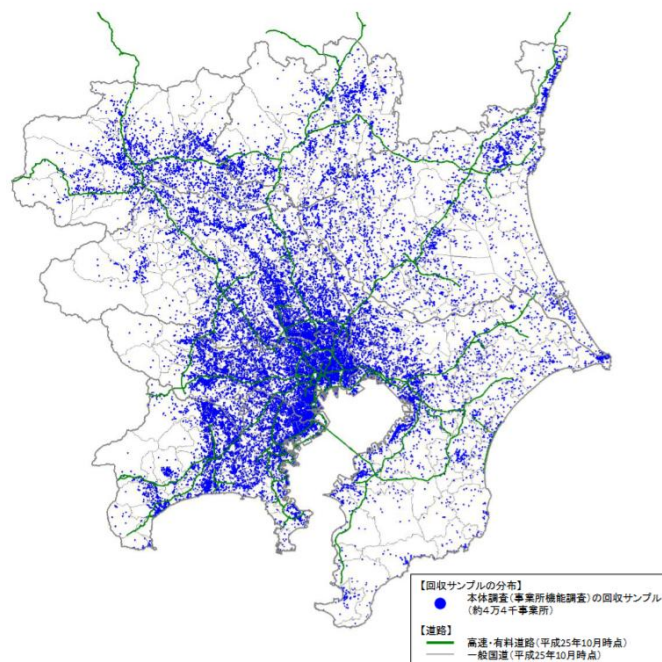 【回収サンプルの分布】
本体調査(事業所機能調査)の回収サンプル
(約4万4千事業所)
【道路】
高速・有料道路(平成25年10月時点)
一般国道(平成25年10月時点)